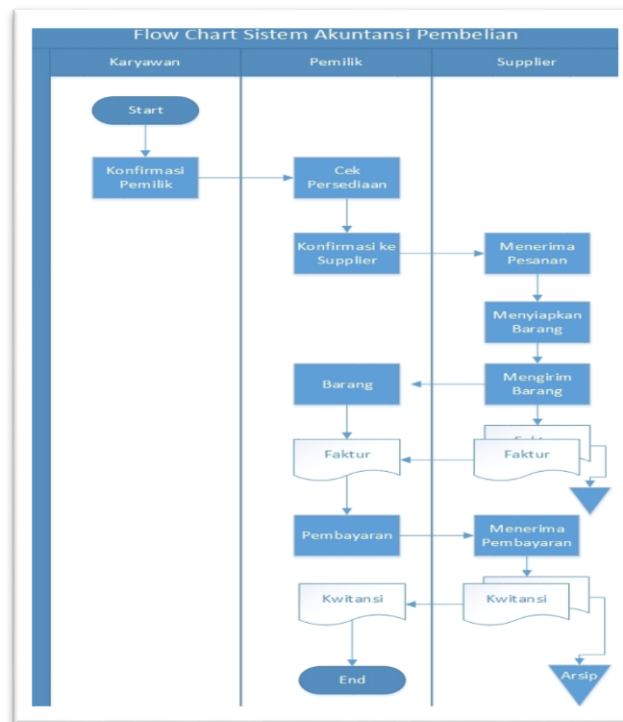 Flow Chart Sistem Akuntansi Pembelian
Karyawan
Pemilik
Supplier
Start
Konfirmasi
Pemilik
Cek
Persediaan
Konfirmasi ke
Supplier
Menerima
Pesanan
Menyiapkan
Barang
Barang
Mengirim
Barang
Faktur
Faktur
Pembayaran
Menerima
Pembayaran
Kwitansi
Kwitansi
End
Arsip